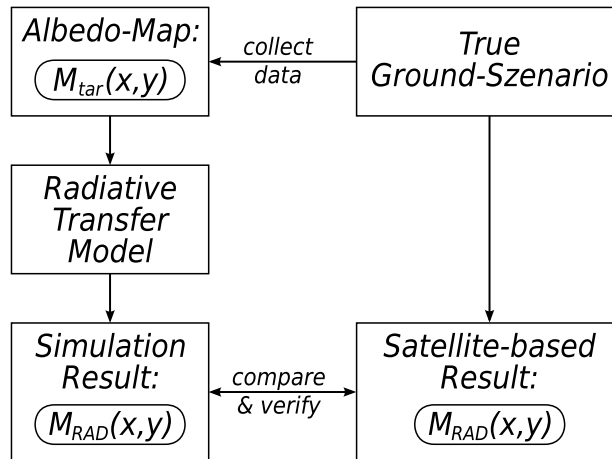 Albedo-Map:
M_tar(x,y)
collect
data
True
Ground-Szenario
Radiative
Transfer
Model
Simulation
Result:
M_RAD(x,y)
compare
& verify
Satellite-based
Result:
M_RAD(x,y)